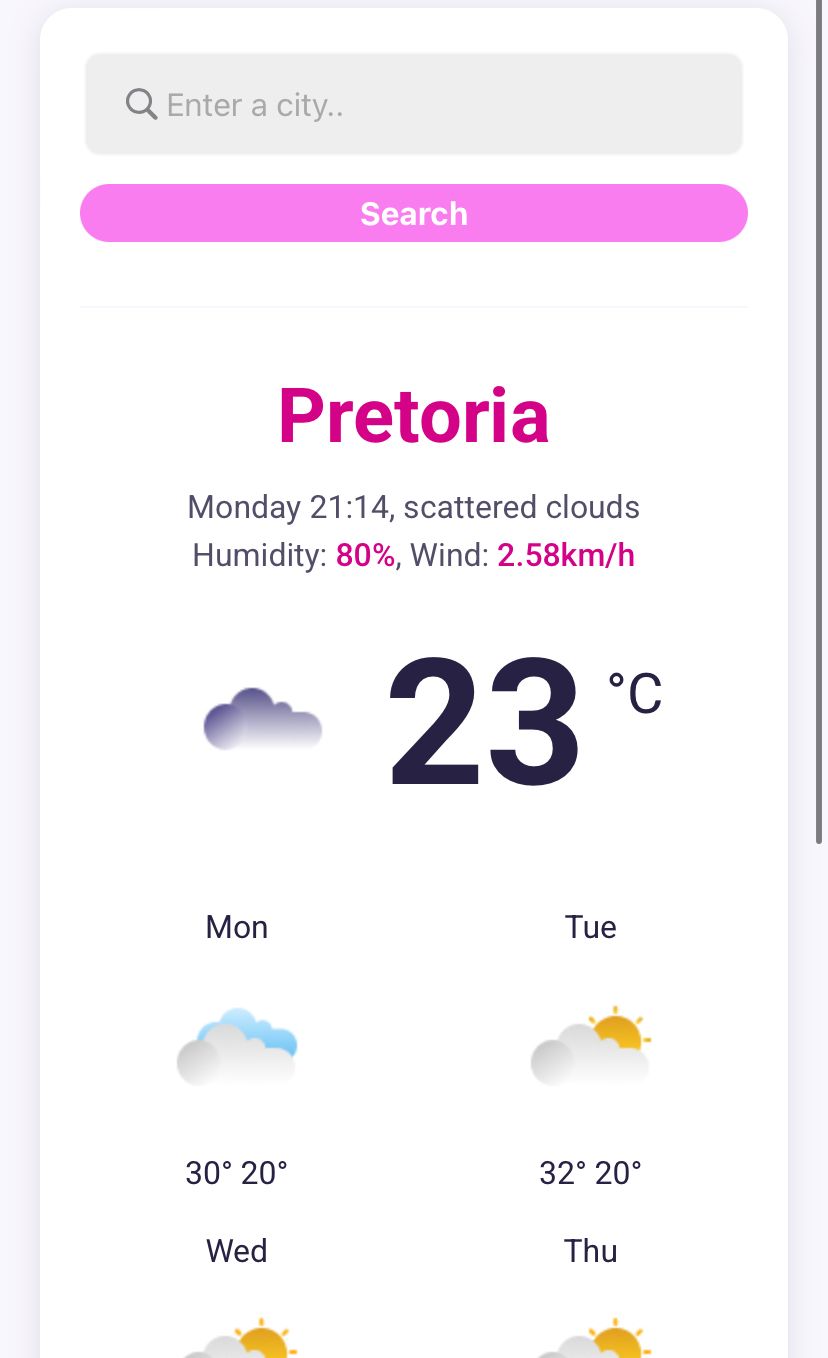 Enter a city..
Search
Pretoria
Monday 21:14, scattered clouds
Humidity: 80%, Wind: 2.58km/h
23 °C
Mon Tue
30° 20° 32° 20°
Wed Thu